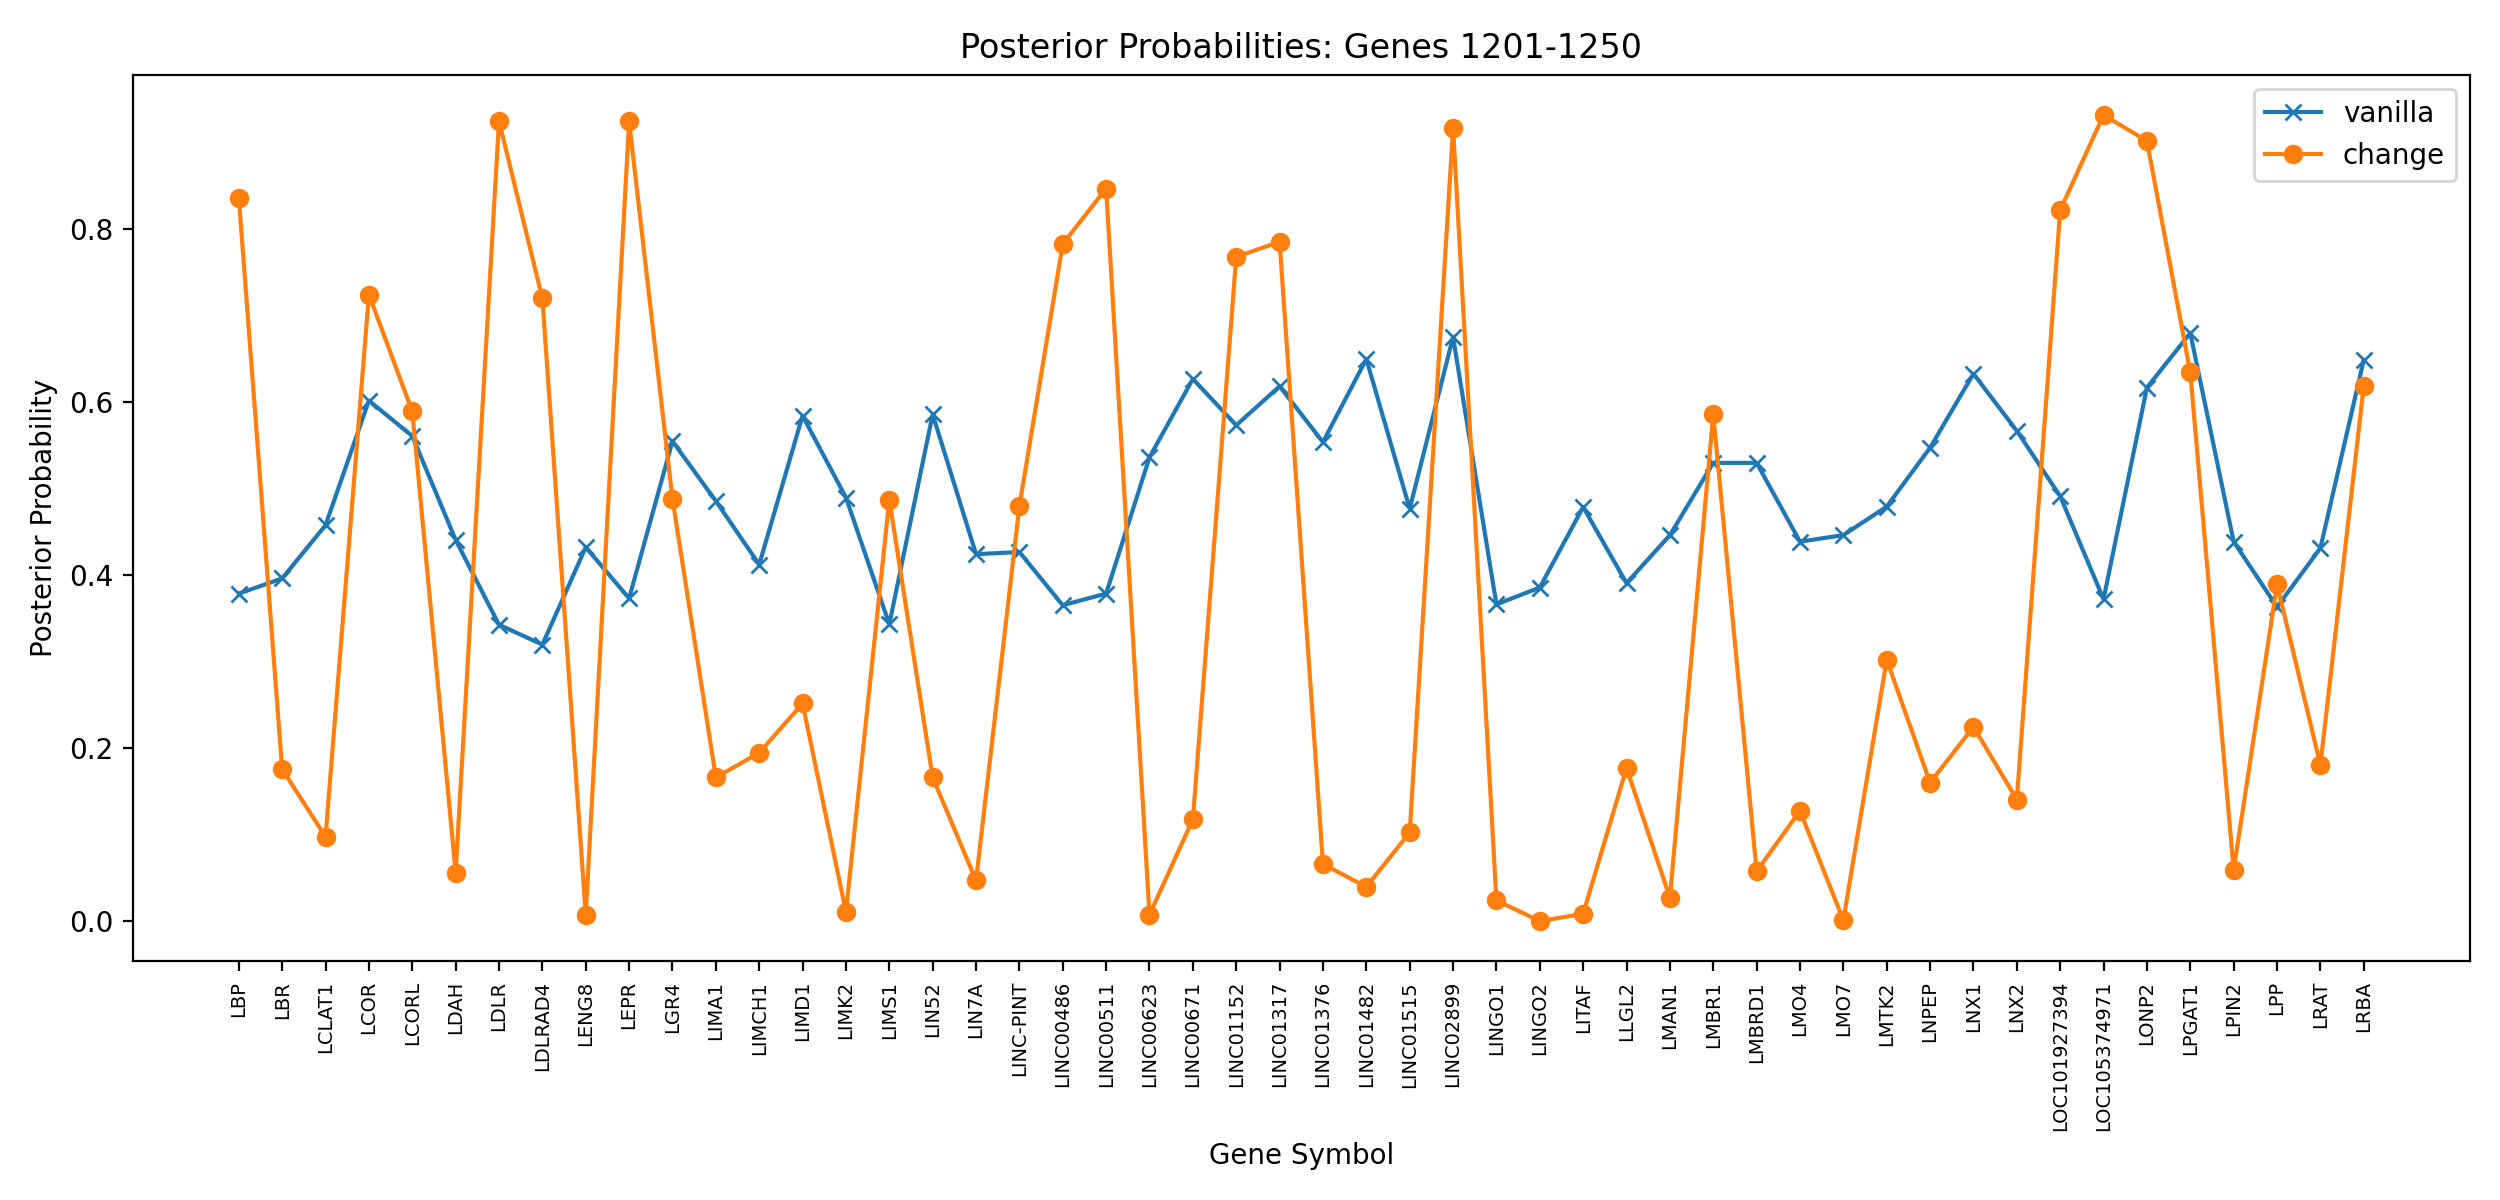 Posterior Probabilities: Genes 1201-1250
vanilla
change
Posterior Probability
0.8
0.6
0.4
0.2
0.0
LBP
LBR
LCLAT1
LCOR
LCORL
LDAH
LDLR
LDLRAD4
LENG8
LEPR
LGR4
LIMA1
LIMCH1
LIMD1
LIMK2
LIMS1
LIN52
LIN7A
LINC-PINT
LINC00486
LINC00511
LINC00623
LINC00671
LINC01152
LINC01317
LINC01376
LINC01482
LINC01515
LINC02899
LINGO1
LINGO2
LITAF
LLGL2
LMAN1
LMBR1
LMBRD1
LMO4
LMO7
LMTK2
LNPEP
LNX1
LNX2
LOC101927394
LOC105374971
LONP2
LPGAT1
LPIN2
LPP
LRAT
LRBA
Gene Symbol